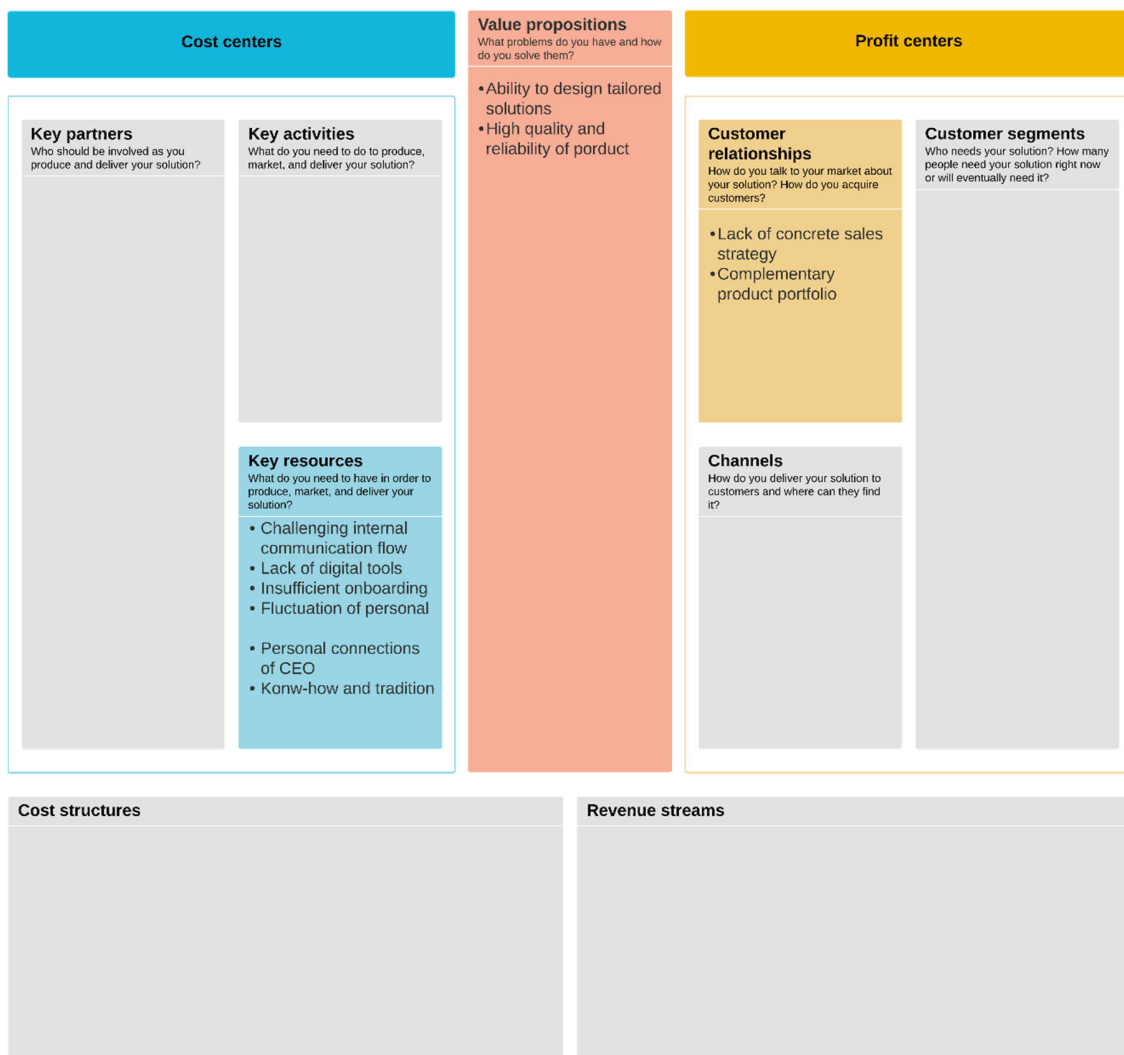 Cost centers
Value propositions
What problems do you have and how
do you solve them?
•Ability to design tailored
solutions
•High quality and
reliability of porduct
Profit centers
Key partners
Who should be involved as you
produce and deliver your solution?
Key activities
What do you need to do to produce,
market, and deliver your solution?
Key resources
What do you need to have in order to
produce, market, and deliver your
solution?
• Challenging internal
communication flow
• Lack of digital tools
• Insufficient onboarding
• Fluctuation of personal
• Personal connections
of CEO
• Konw-how and tradition
Customer
relationships
How do you talk to your market about
your solution? How do you acquire
customers?
•Lack of concrete sales
strategy
•Complementary
product portfolio
Channels
How do you deliver your solution to
customers and where can they find
it?
Customer segments
Who needs your solution? How many
people need your solution right now
or will eventually need it?
Cost structures
Revenue streams